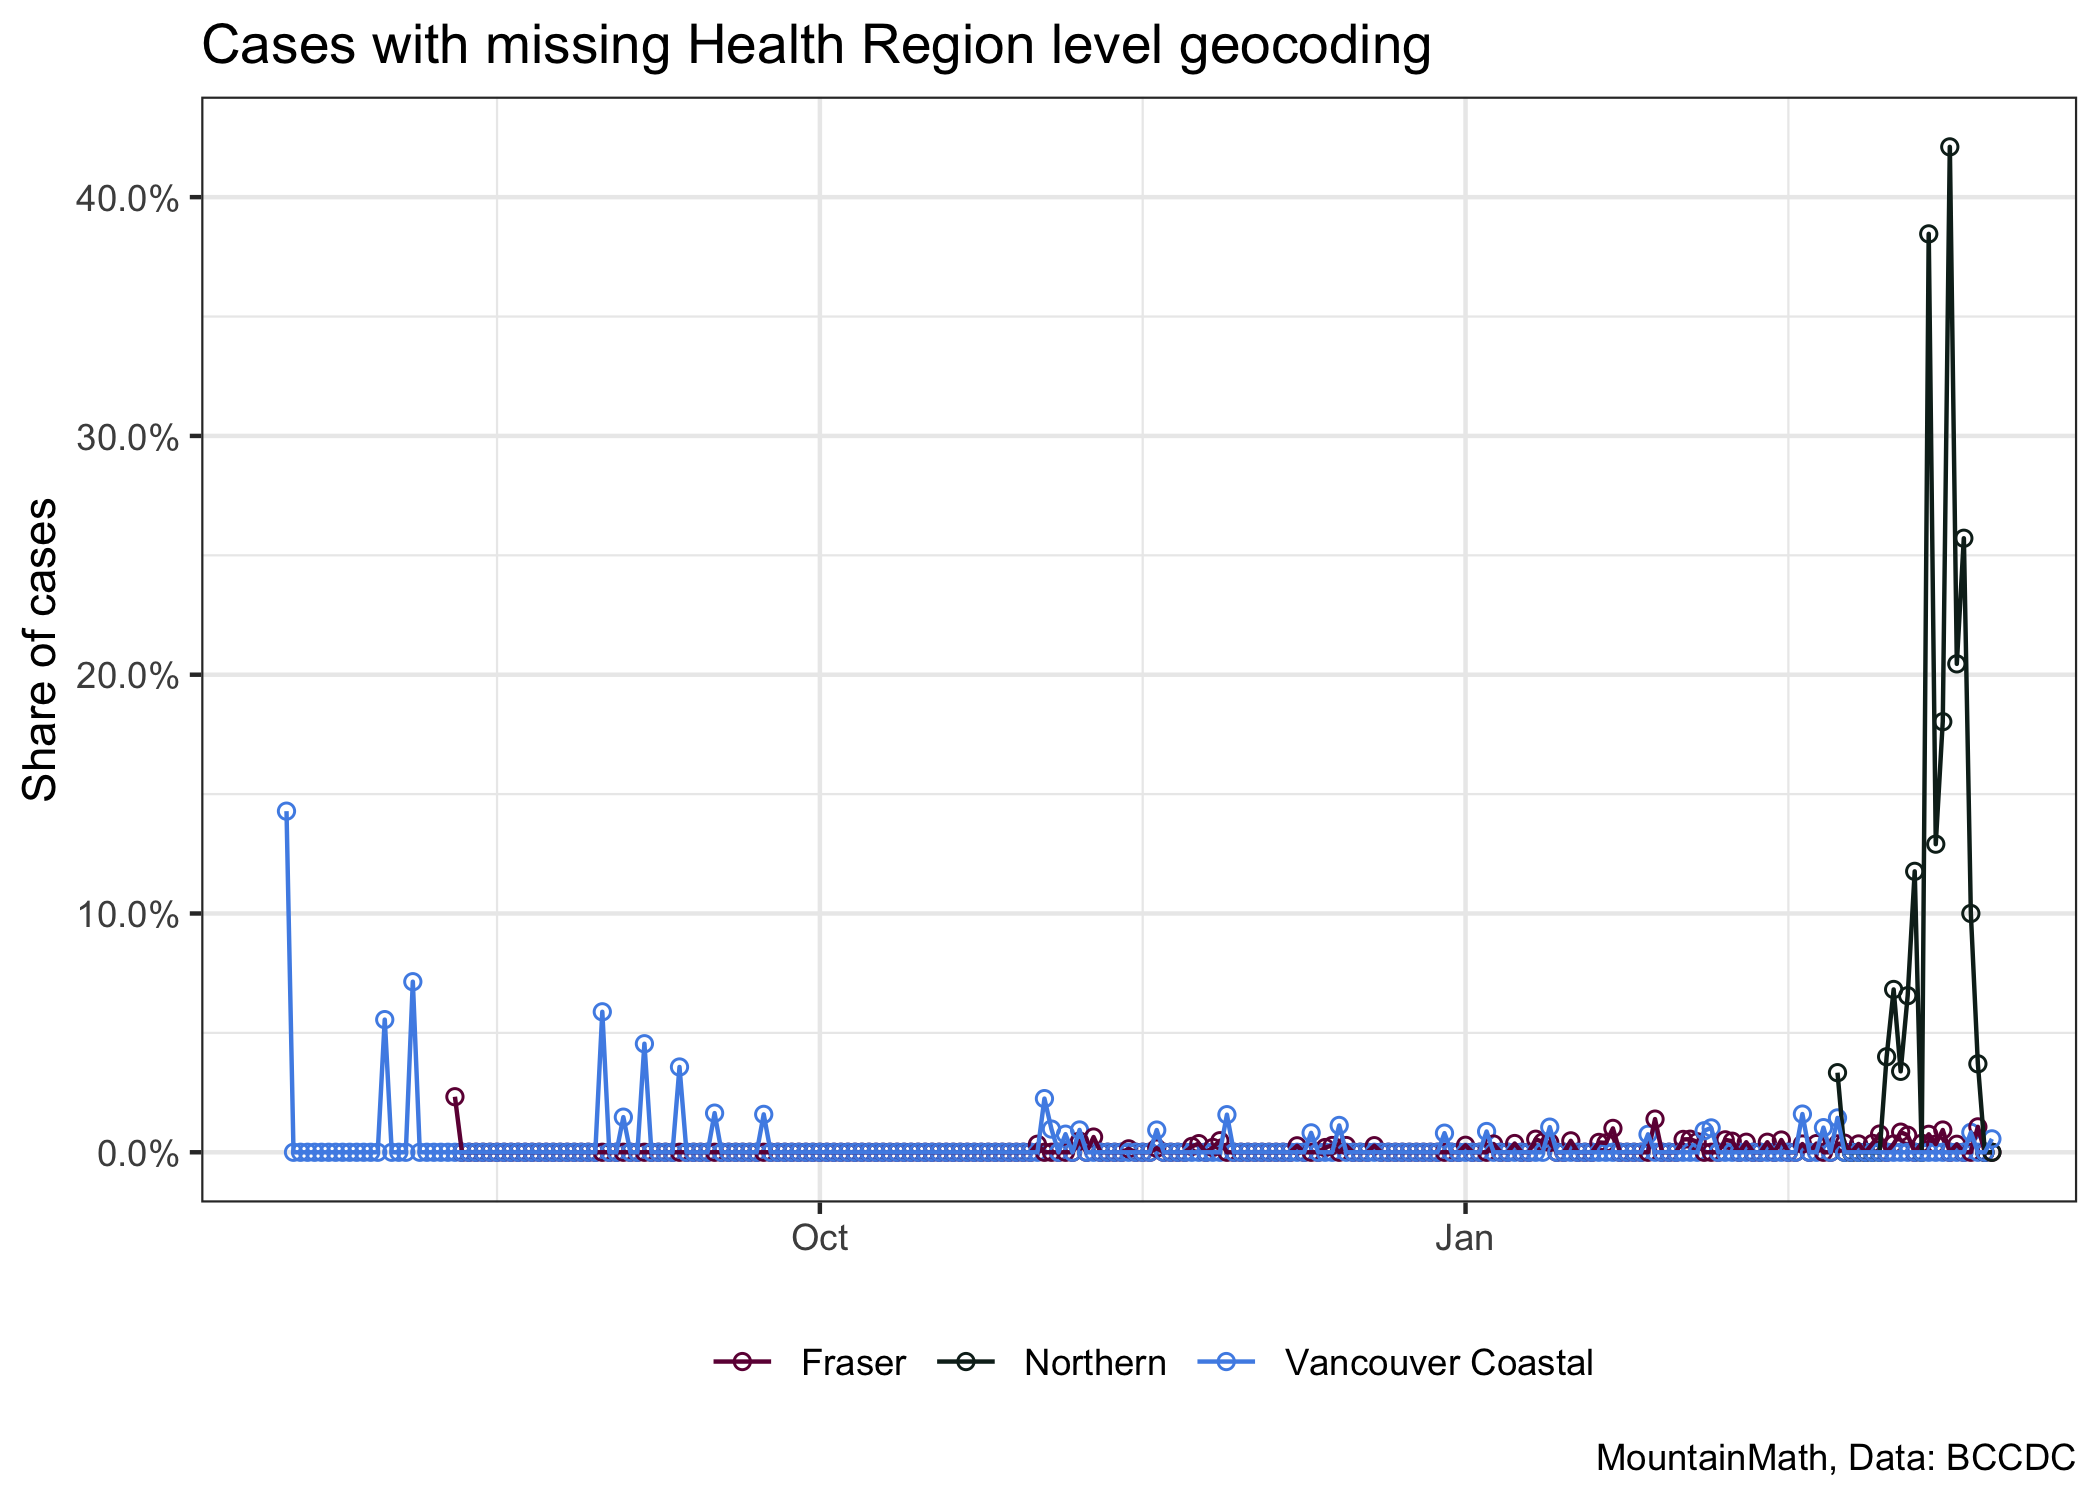 Cases with missing Health Region level geocoding
Share of cases
40.0%
30.0%
20.0%
10.0%
0.0%
Oct
Jan
Fraser
Northern
Vancouver Coastal
MountainMath, Data: BCCDC